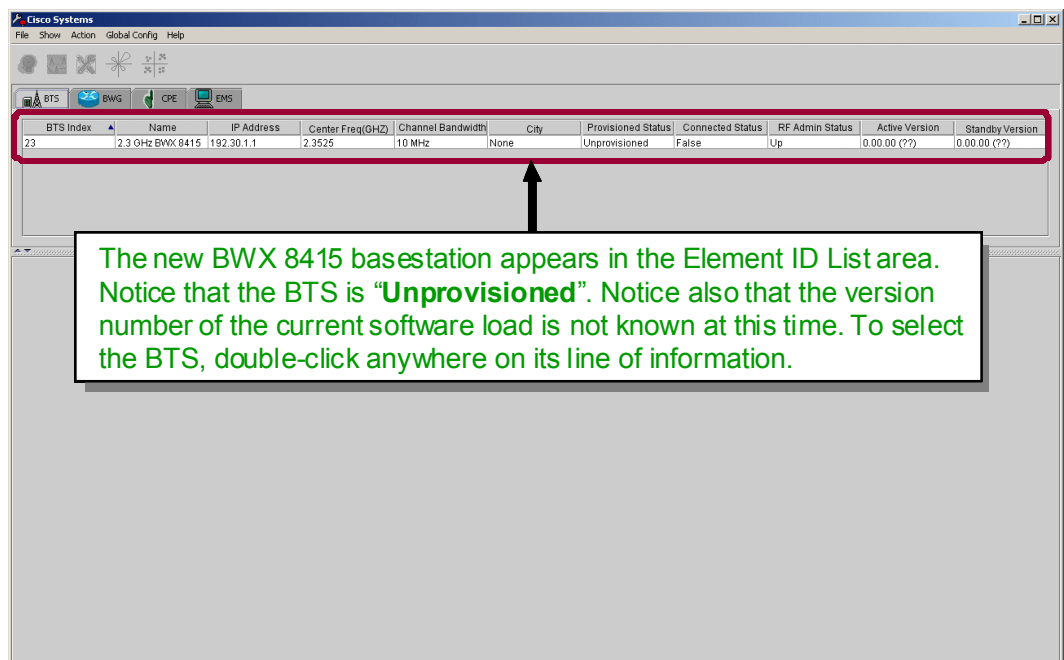 Cisco Systems
File Show Action Global Config Help
BTS BWG CPE EMS
BTS Index Name IP Address Center Freq(GHZ) Channel Bandwidth City Provisioned Status Connected Status RF Admin Status Active Version Standby Version
23 2.3 GHz BWX 8415 192.30.1.1 2.3525 10 MHz None Unprovisioned False Up 0.00.00 (??) 0.00.00 (??)
The new BWX 8415 basestation appears in the Element ID List area.
Notice that the BTS is “Unprovisioned”. Notice also that the version
number of the current software load is not known at this time. To select
the BTS, double-click anywhere on its line of information.